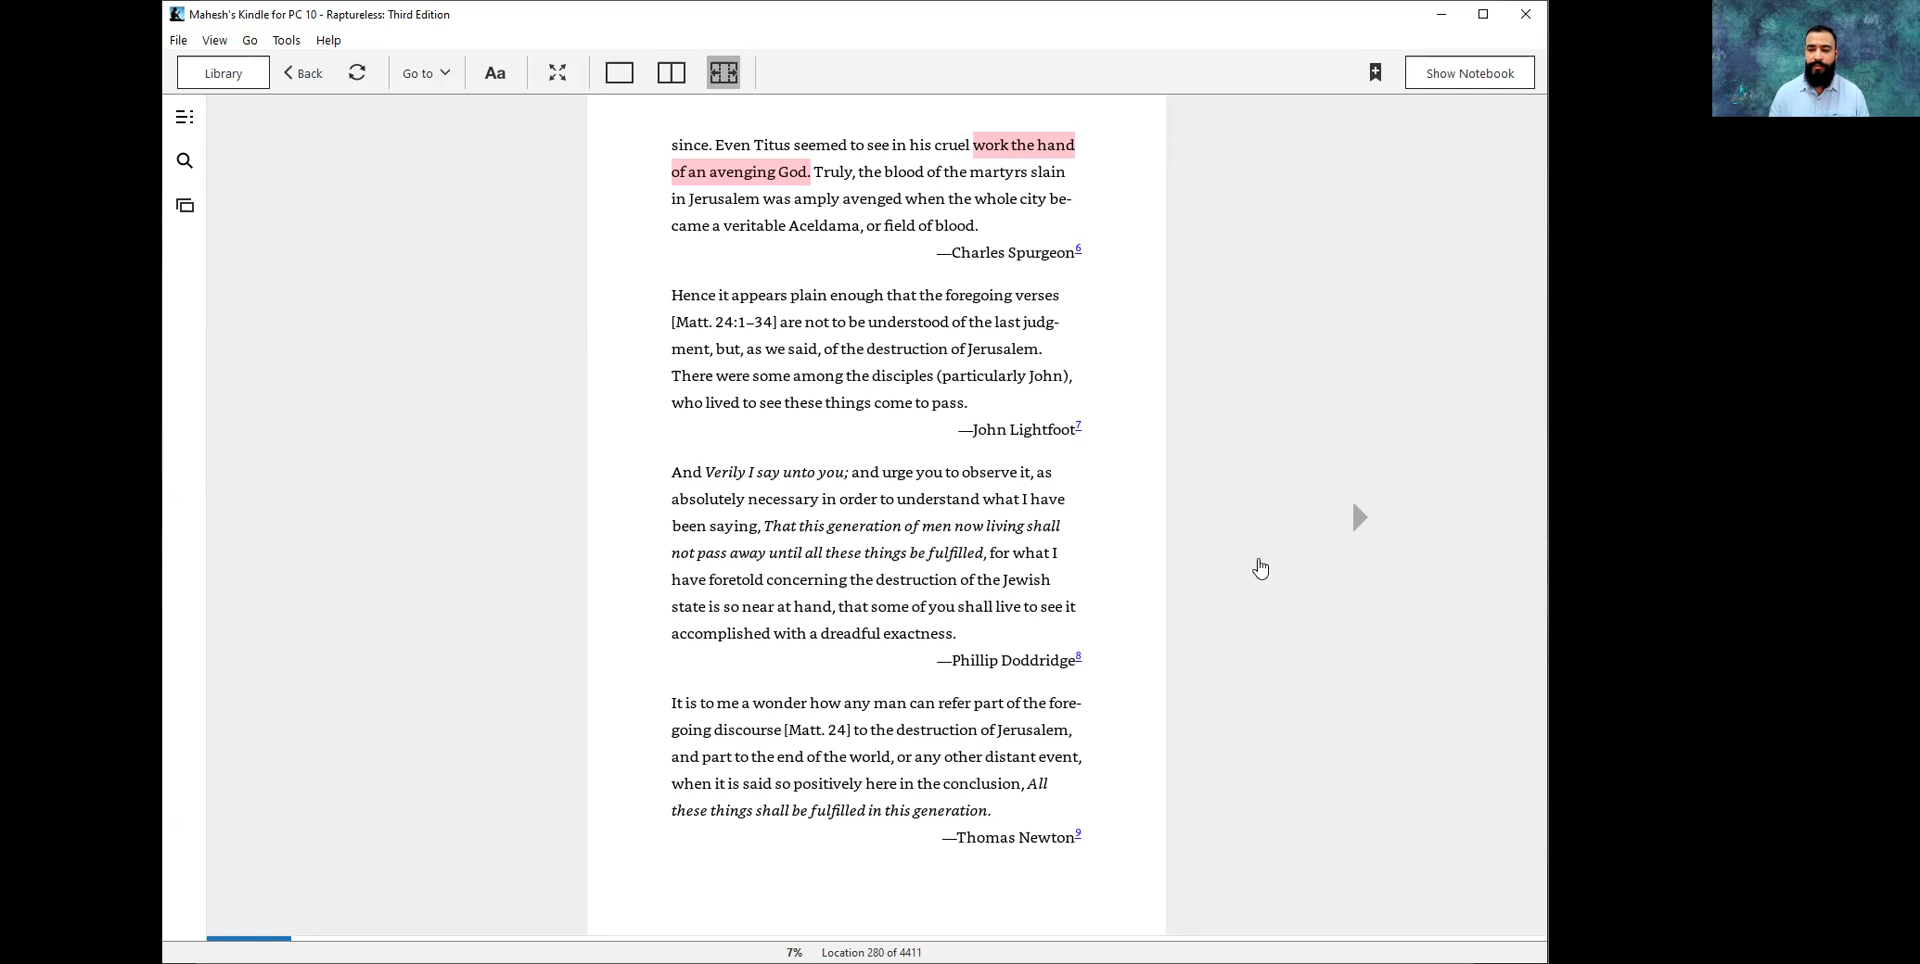 Mahesh's Kindle for PC 10 - Raptureless: Third Edition
File View Go Tools Help
Library Back Go to Aa Show Notebook
since. Even Titus seemed to see in his cruel work the hand
of an avenging God. Truly, the blood of the martyrs slain
in Jerusalem was amply avenged when the whole city be-
came a veritable Aceldama, or field of blood.
—Charles Spurgeon6
Hence it appears plain enough that the foregoing verses
[Matt. 24:1–34] are not to be understood of the last judg-
ment, but, as we said, of the destruction of Jerusalem.
There were some among the disciples (particularly John),
who lived to see these things come to pass.
—John Lightfoot7
And Verily I say unto you; and urge you to observe it, as
absolutely necessary in order to understand what I have
been saying, That this generation of men now living shall
not pass away until all these things be fulfilled, for what I
have foretold concerning the destruction of the Jewish
state is so near at hand, that some of you shall live to see it
accomplished with a dreadful exactness.
—Phillip Doddridge8
It is to me a wonder how any man can refer part of the fore-
going discourse [Matt. 24] to the destruction of Jerusalem,
and part to the end of the world, or any other distant event,
when it is said so positively here in the conclusion, All
these things shall be fulfilled in this generation.
—Thomas Newton9
7% Location 280 of 4411